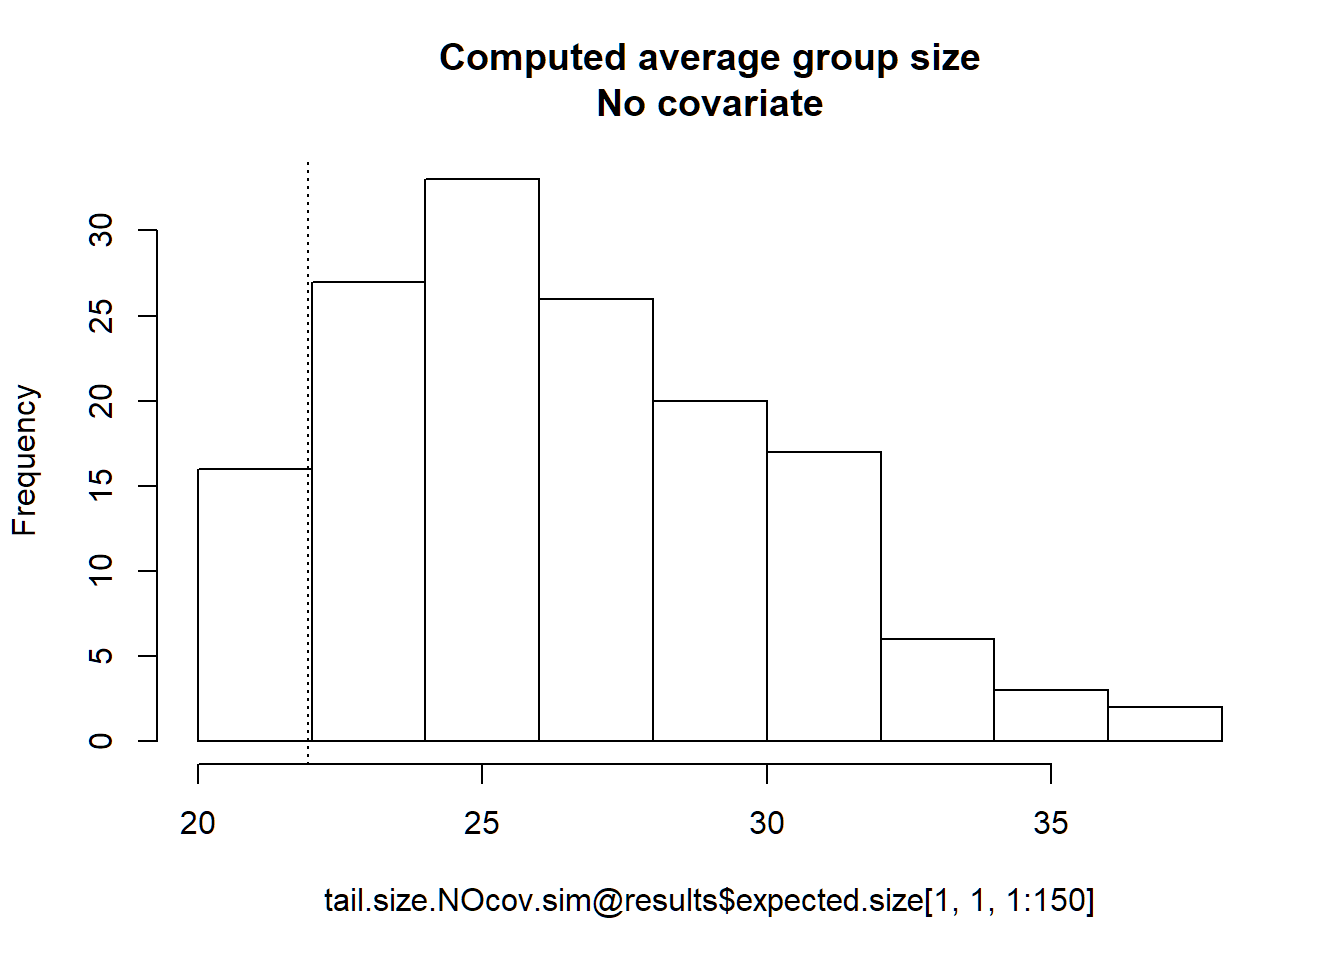 Computed average group size
No covariate
Frequency
30
25
20
15
10
5
0
20 25 30 35
tail.size.NOcov.sim@results$expected.size[1, 1, 1:150]